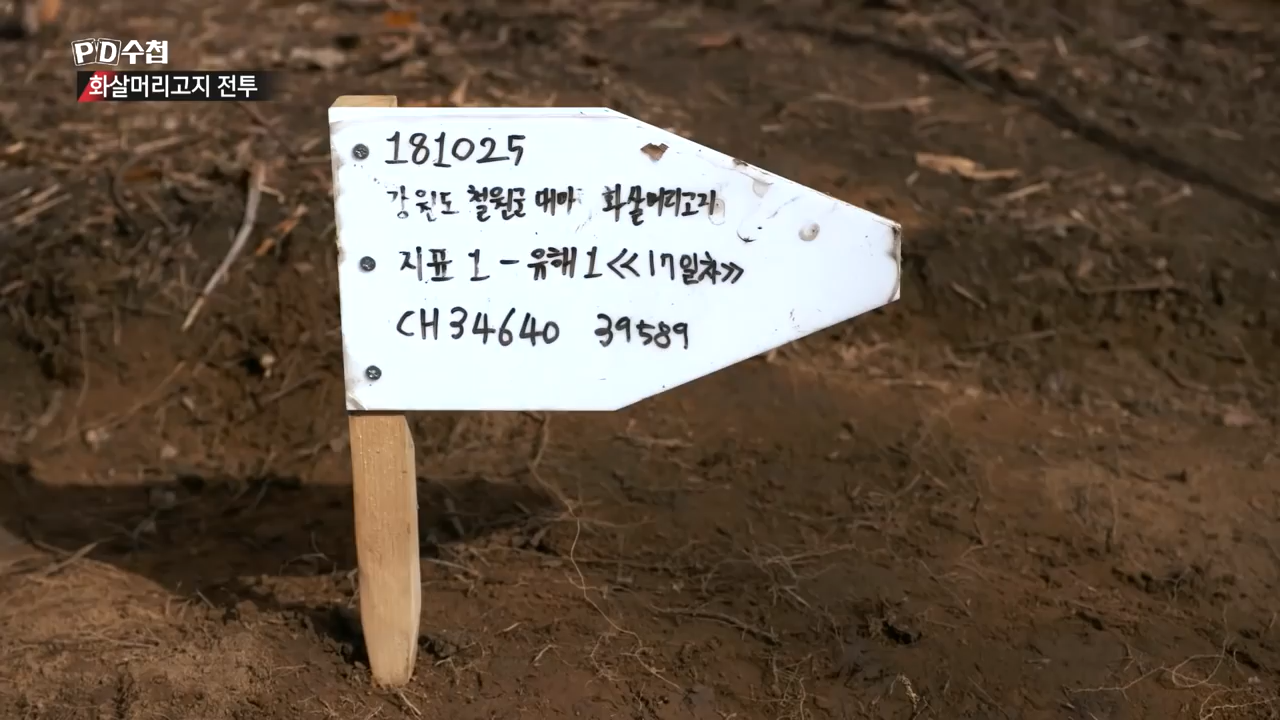 PD수첩
화살머리고지 전투
181025
강원도 철원군 대마 화살머리고지
지표 1 - 유해 1 <<17일차>>
CH 34640 39589